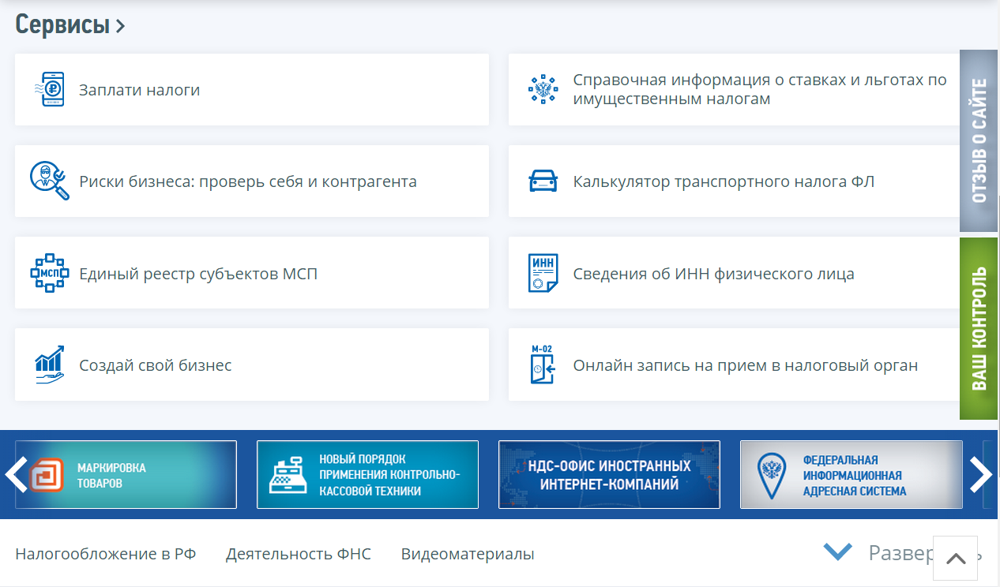 Сервисы
Заплати налоги
Справочная информация о ставках и льготах по
имущественным налогам
Риски бизнеса: проверь себя и контрагента
Калькулятор транспортного налога ФЛ
МСП
Единый реестр субъектов МСП
ИНН
Сведения об ИНН физического лица
Создай свой бизнес
М-02
Онлайн запись на прием в налоговый орган
ОТЗЫВ О САЙТЕ
ВАШ КОНТРОЛЬ
МАРКИРОВКА
ТОВАРОВ
НОВЫЙ ПОРЯДОК
ПРИМЕНЕНИЯ КОНТРОЛЬНО-
КАССОВОЙ ТЕХНИКИ
НДС-ОФИС ИНОСТРАННЫХ
ИНТЕРНЕТ-КОМПАНИЙ
ФЕДЕРАЛЬНАЯ
ИНФОРМАЦИОННАЯ
АДРЕСНАЯ СИСТЕМА
Налогообложение в РФ
Деятельность ФНС
Видеоматериалы